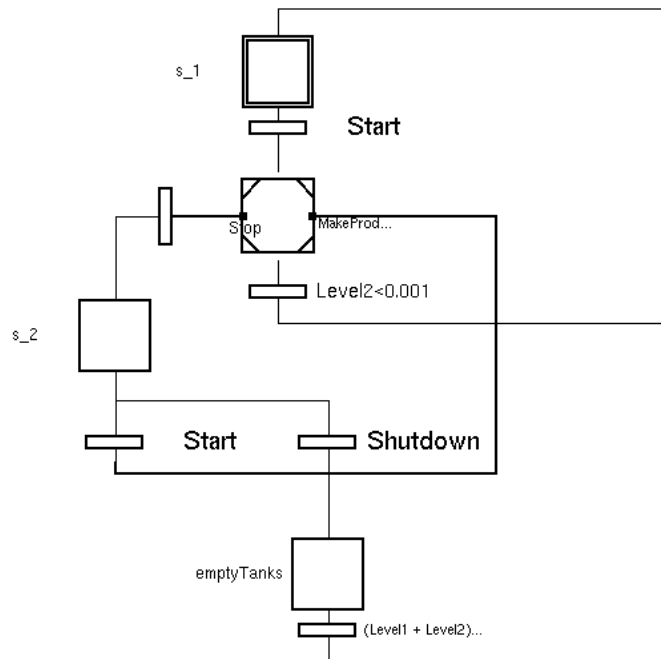 s_1
Start
Stop
MakeProd...
Level2<0.001
s_2
Start
Shutdown
emptyTanks
(Level1 + Level2)...